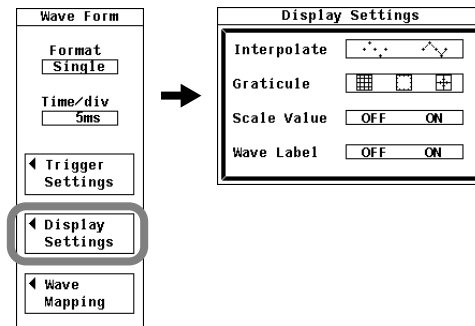 Wave Form
Format
Single
Time/div
5ms
Trigger
Settings
Display
Settings
Wave
Mapping
Display Settings
Interpolate
Graticule
Scale Value OFF ON
Wave Label OFF ON